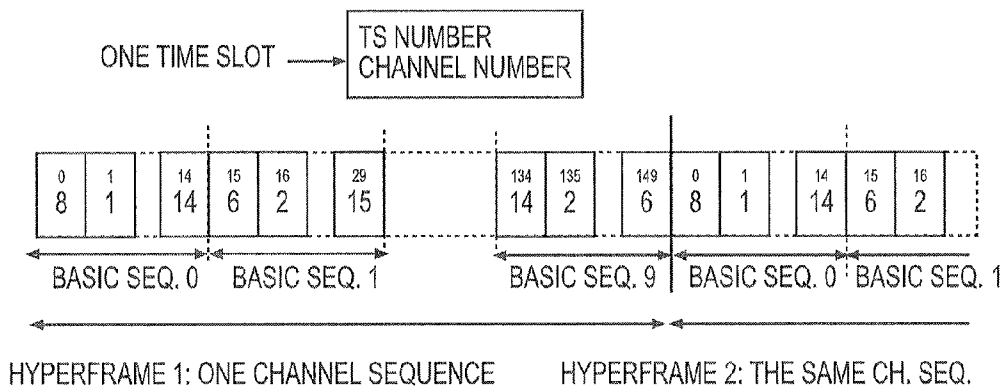 ONE TIME SLOT
TS NUMBER
CHANNEL NUMBER
0 1 14 15 16 29 134 135 149 0 1 14 15 16
8 1 14 6 2 15 14 2 6 8 1 14 6 2
BASIC SEQ. 0 BASIC SEQ. 1 BASIC SEQ. 9 BASIC SEQ. 0 BASIC SEQ. 1
HYPERFRAME 1: ONE CHANNEL SEQUENCE HYPERFRAME 2: THE SAME CH. SEQ.